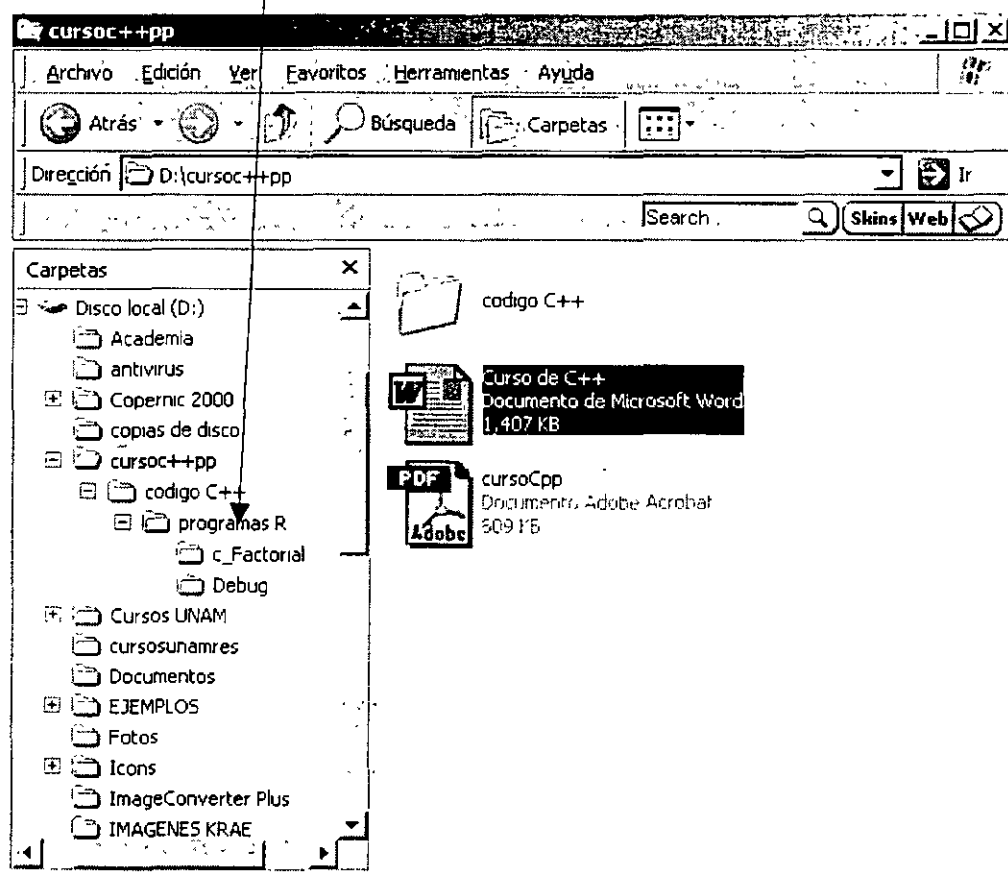 cursoc++pp
Archivo Edición Ver Favoritos Herramientas Ayuda
Atrás Búsqueda Carpetas
Dirección D:\cursoc++pp Ir
Search Skins Web
Carpetas
Disco local (D:)
Academia
antivirus
Copernic 2000
copias de disco
cursoc++pp
codigo C++
programas R
c_Factorial
Debug
Cursos UNAM
cursosunamres
Documentos
EJEMPLOS
Fotos
Icons
ImageConverter Plus
IMAGENES KRAE
codigo C++
W
Curso de C++
Documento de Microsoft Word
1,407 KB
PDF
Adobe
cursoCpp
Documento Adobe Acrobat
609 KB